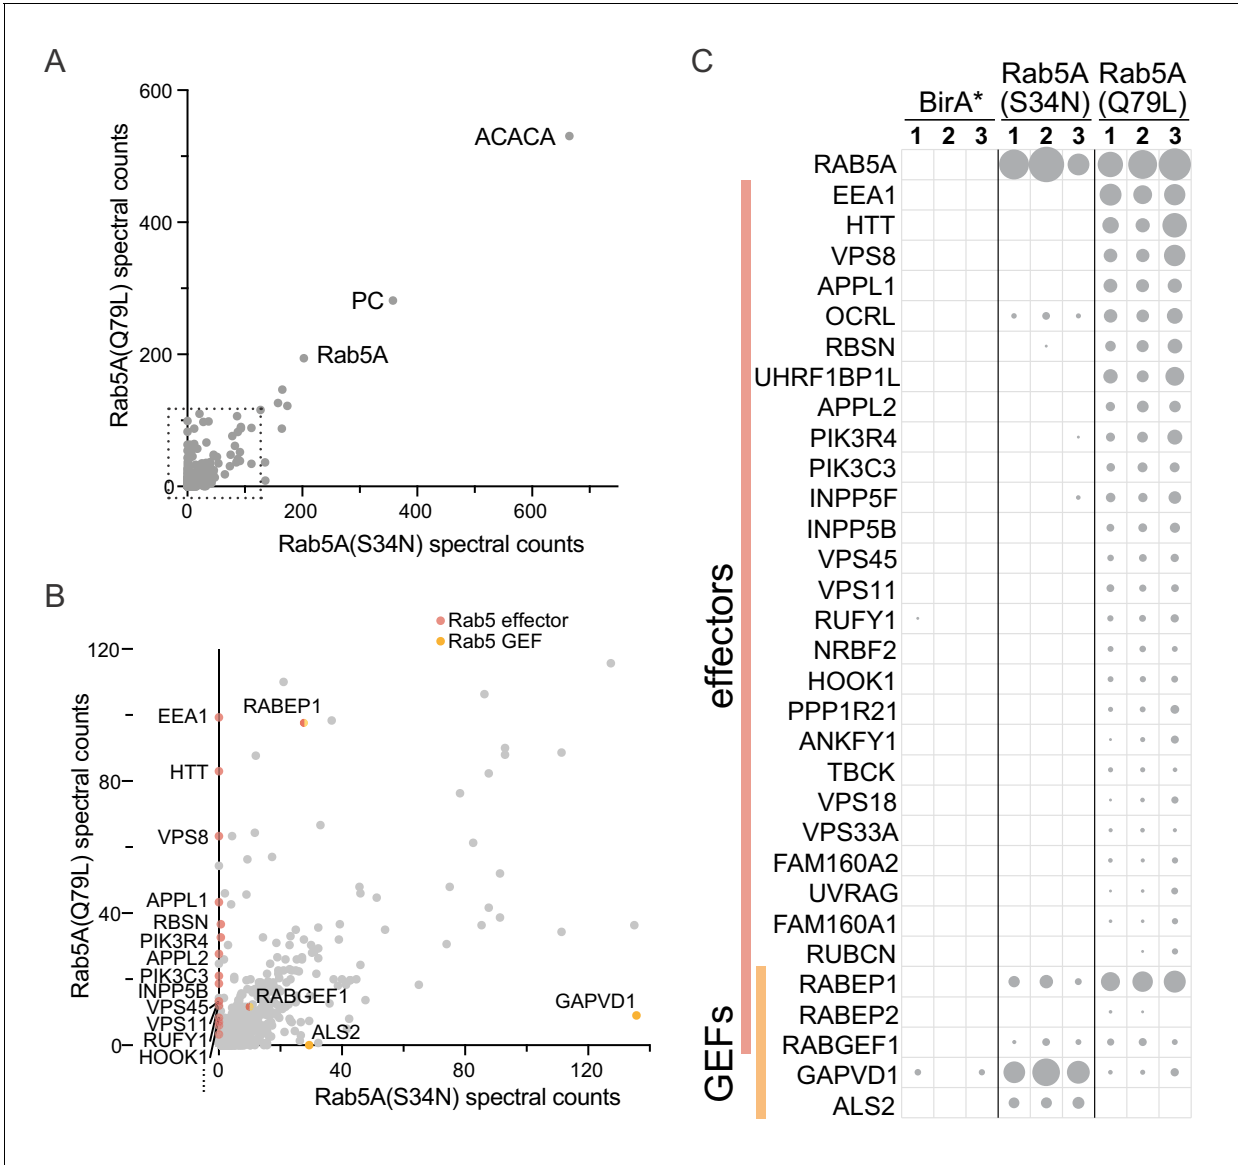 A
600
400
200
0
0
200
400
600
Rab5A(Q79L) spectral counts
Rab5A(S34N) spectral counts
ACACA
PC
Rab5A
B
Rab5 effector
Rab5 GEF
120
80
40
0
0
40
80
120
Rab5A(Q79L) spectral counts
Rab5A(S34N) spectral counts
EEA1
RABEP1
HTT
VPS8
APPL1
RBSN
PIK3R4
APPL2
PIK3C3
INPP5B
VPS45
VPS11
RUFY1
HOOK1
RABGEF1
ALS2
GAPVD1
C
BirA*
Rab5A
(S34N)
Rab5A
(Q79L)
1 2 3 1 2 3 1 2 3
RAB5A
EEA1
HTT
VPS8
APPL1
OCRL
RBSN
UHRF1BP1L
APPL2
PIK3R4
PIK3C3
INPP5F
INPP5B
VPS45
VPS11
RUFY1
NRBF2
HOOK1
PPP1R21
ANKFY1
TBCK
VPS18
VPS33A
FAM160A2
UVRAG
FAM160A1
RUBCN
RABEP1
RABEP2
RABGEF1
GAPVD1
ALS2
effectors
GEFs